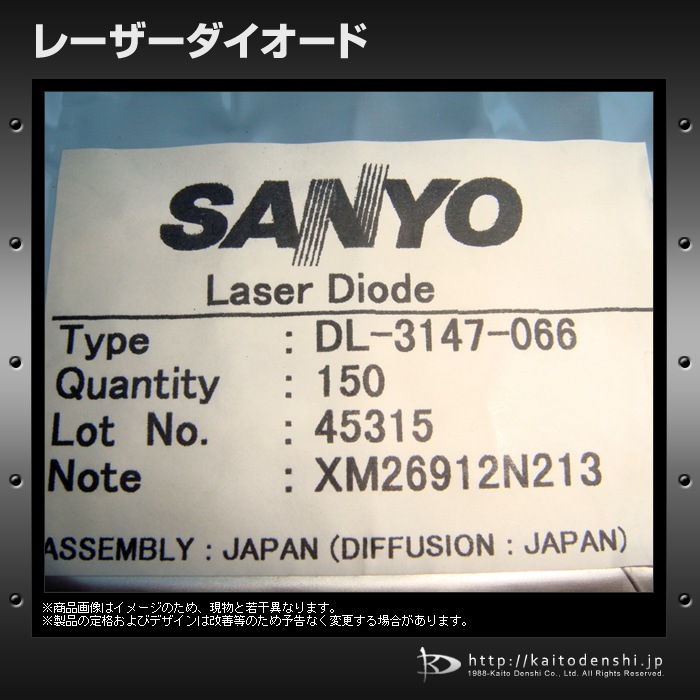 レーザーダイオード
SANYO
Laser Diode
Type : DL-3147-066
Quantity : 150
Lot No. : 45315
Note : XM26912N213
ASSEMBLY : JAPAN (DIFFUSION : JAPAN)
※商品画像はイメージのため、現物と若干異なります。
※製品の定格およびデザインは改善等のため予告なく変更する場合があります。
http://kaitodenshi.jp
1988-Kaito Denshi Co., Ltd. All Rights Reserved.